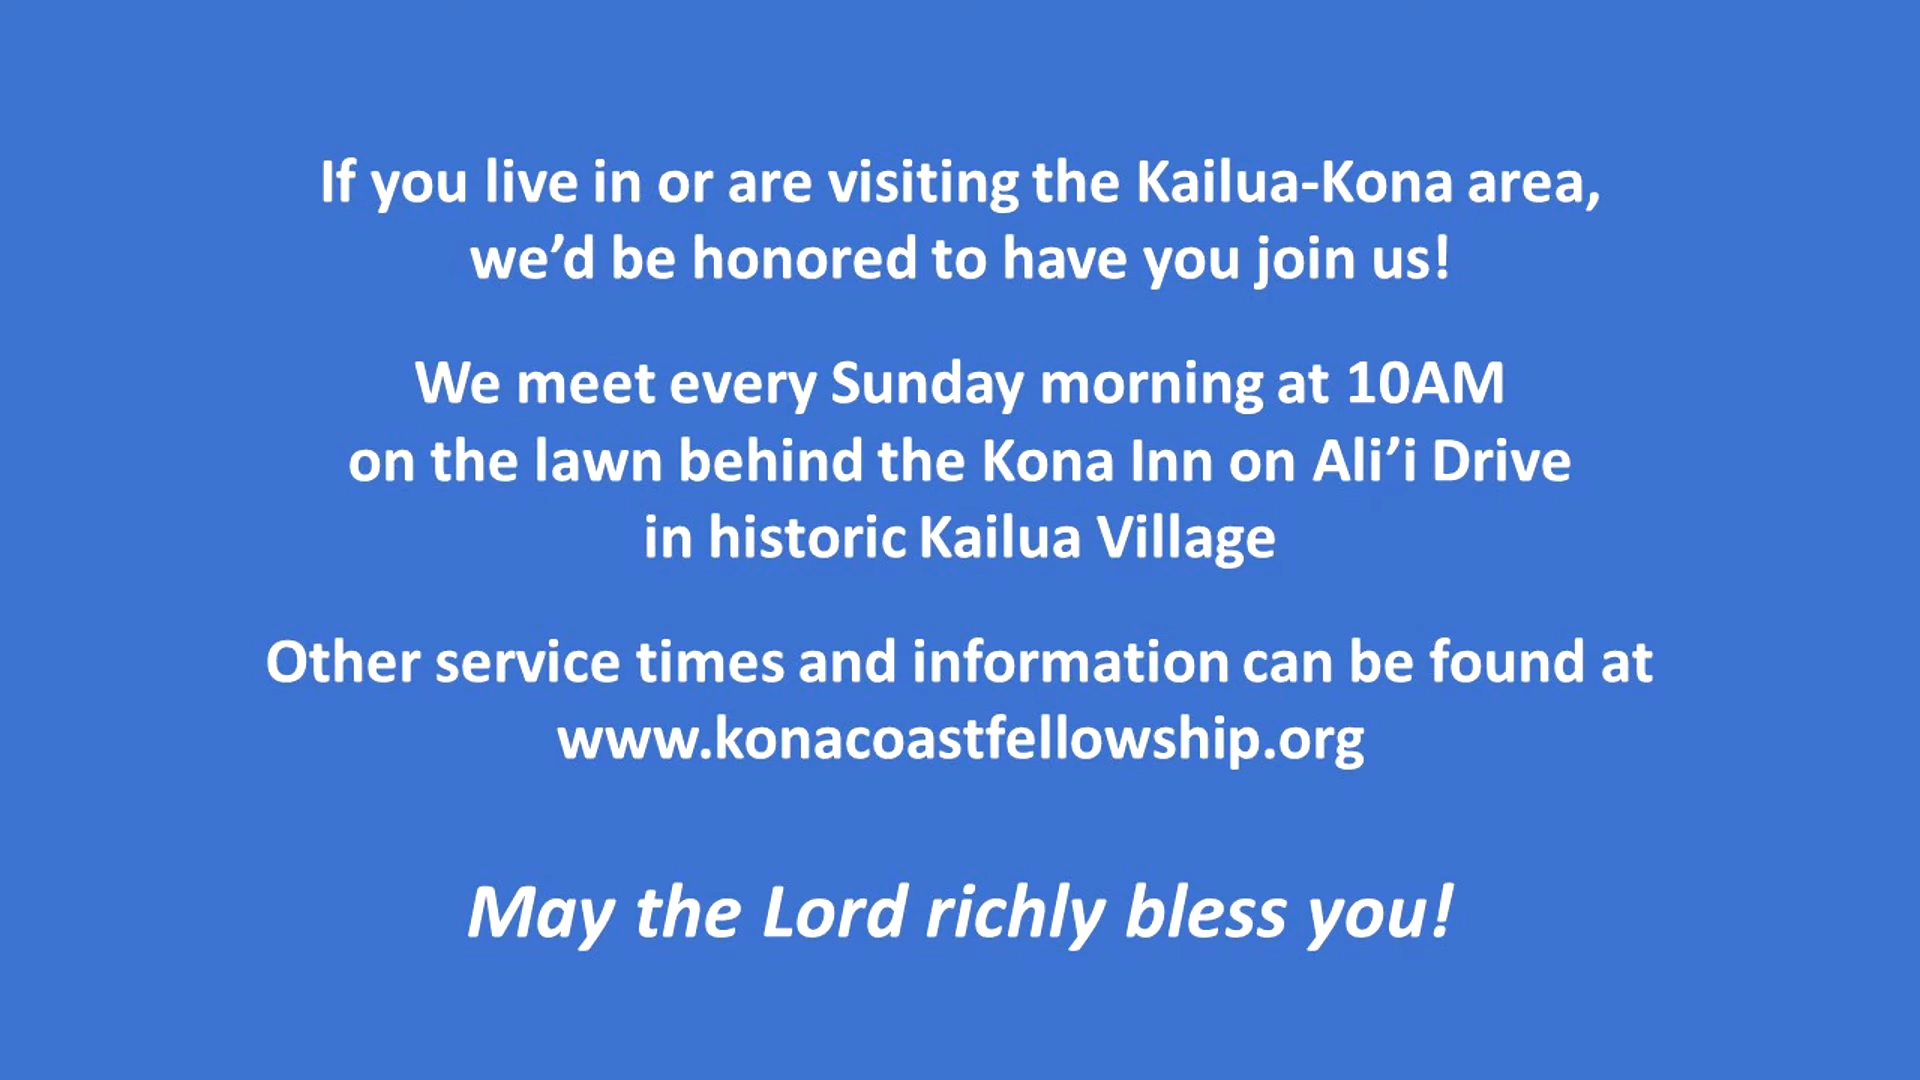 If you live in or are visiting the Kailua-Kona area,
we’d be honored to have you join us!
We meet every Sunday morning at 10AM
on the lawn behind the Kona Inn on Ali’i Drive
in historic Kailua Village
Other service times and information can be found at
www.konacoastfellowship.org
May the Lord richly bless you!